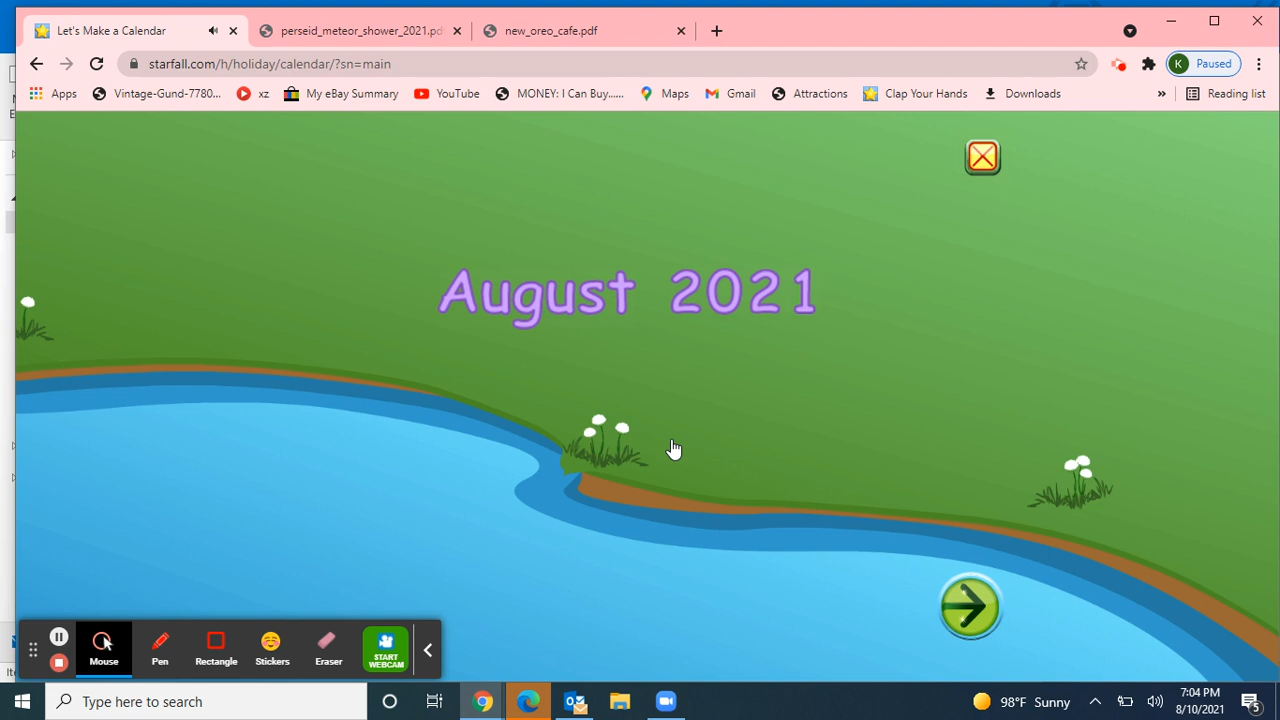 Let's Make a Calendar
perseid_meteor_shower_2021.pd
new_oreo_cafe.pdf
starfall.com/h/holiday/calendar/?sn=main
K Paused
Apps
Vintage-Gund-7780...
xz
My eBay Summary
YouTube
MONEY: I Can Buy......
Maps
Gmail
Attractions
Clap Your Hands
Downloads
»
Reading list
August 2021
Mouse
Pen
Rectangle
Stickers
Eraser
START
WEBCAM
Type here to search
98°F Sunny
7:04 PM
8/10/2021
5